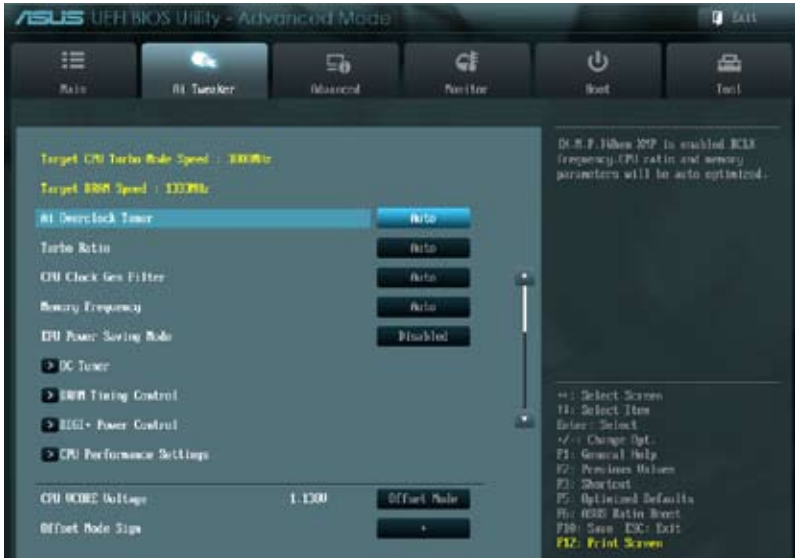 ASUS UEFI BIOS Utility - Advanced Mode
Exit
Main
Ai Tweaker
Advanced
Monitor
Boot
Tool
Target CPU Turbo Mode Speed :
Target DRAM Speed : 1333MHz
Ai Overclock Tuner Auto
Turbo Ratio Auto
CPU Clock Gen Filter Auto
Memory Frequency Auto
EPU Power Saving Mode Disabled
> OC Tuner
> DRAM Timing Control
> DIGI+ Power Control
> CPU Performance Settings
CPU VCORE Voltage 1.130V Offset Mode
Offset Mode Sign +
[X.M.P.]When XMP is enabled BCLK
frequency,CPU ratio and memory
parameters will be auto optimized.
→←: Select Screen
↑↓: Select Item
Enter: Select
+/-: Change Opt.
F1: General Help
F2: Previous Values
F3: Shortcut
F5: Optimized Defaults
F6: ASUS Ratio Boost
F10: Save ESC: Exit
F12: Print Screen